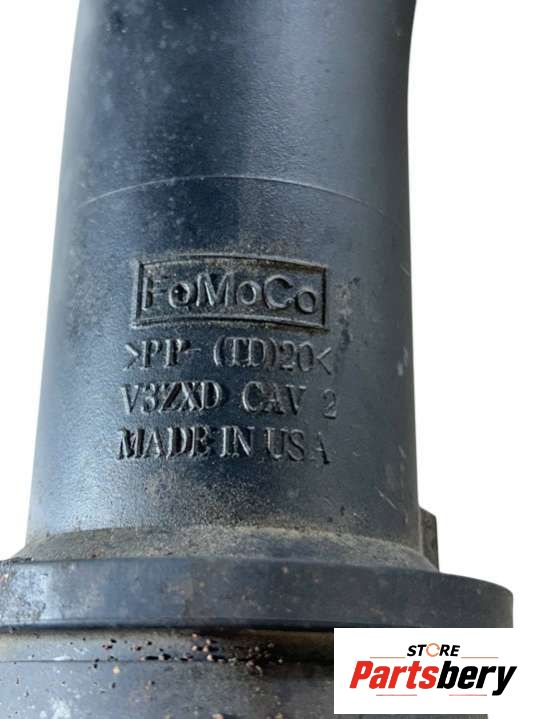 FoMoCo
>PP- (TD)20<
V3ZXD CAV 2
MADE IN USA
STORE
Partsbery